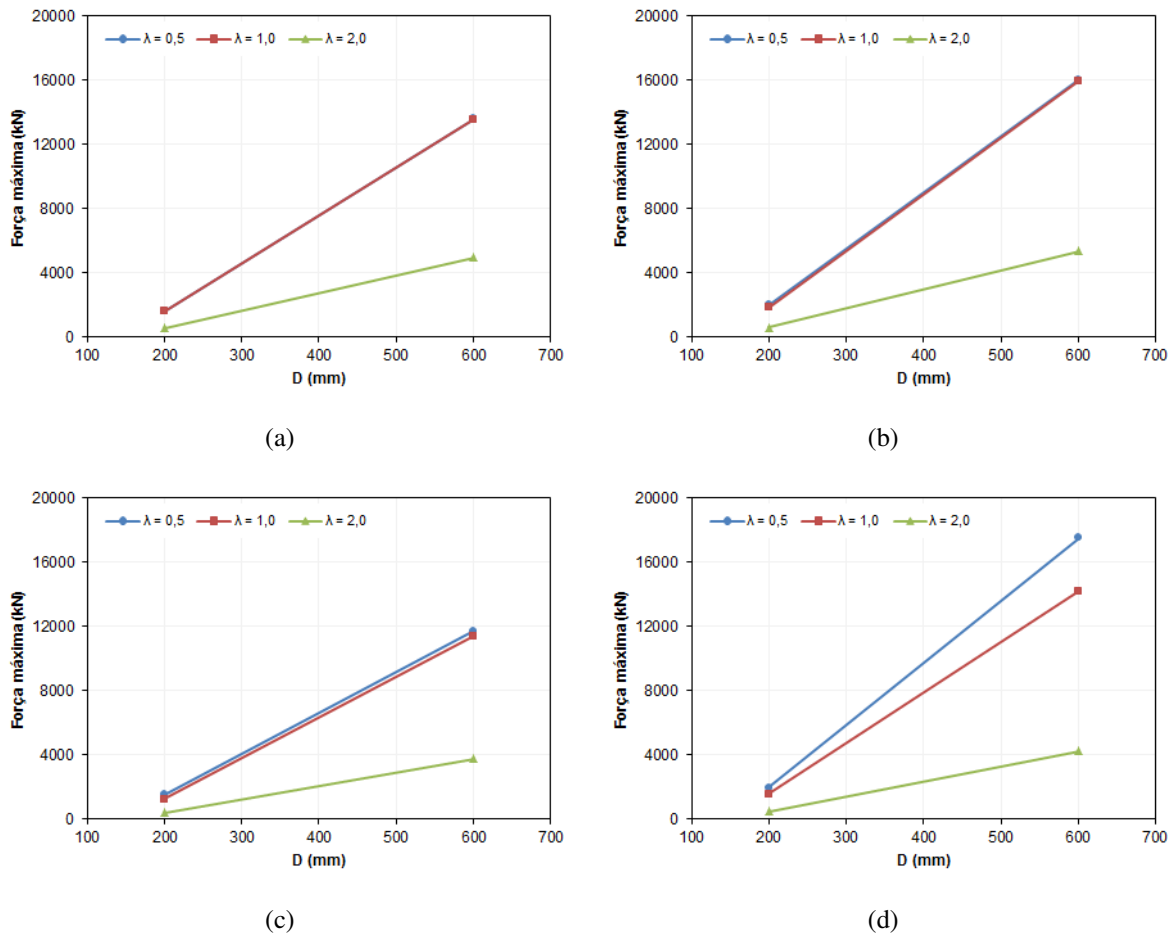 20000
λ = 0,5 λ = 1,0 λ = 2,0
16000
12000
8000
4000
0
Força máxima (kN)
100 200 300 400 500 600 700
D (mm)
(a)
20000
λ = 0,5 λ = 1,0 λ = 2,0
16000
12000
8000
4000
0
Força máxima (kN)
100 200 300 400 500 600 700
D (mm)
(b)
20000
λ = 0,5 λ = 1,0 λ = 2,0
16000
12000
8000
4000
0
Força máxima (kN)
100 200 300 400 500 600 700
D (mm)
(c)
20000
λ = 0,5 λ = 1,0 λ = 2,0
16000
12000
8000
4000
0
Força máxima (kN)
100 200 300 400 500 600 700
D (mm)
(d)